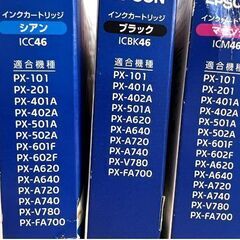 インクカートリッジ
シアン
ICC46
適合機種
PX-101
PX-201
PX-401A
PX-402A
PX-501A
PX-502A
PX-601F
PX-602F
PX-A620
PX-A640
PX-A720
PX-A740
PX-V780
PX-FA700
EPSON
インクカートリッジ
ブラック
ICBK46
適合機種
PX-101
PX-401A
PX-402A
PX-501A
PX-A620
PX-A640
PX-A720
PX-A740
PX-V780
PX-FA700
EPSO
インクカートリ
マゼン
ICM46
適合機種
PX-101
PX-201
PX-401A
PX-402A
PX-501A
PX-502A
PX-601F
PX-602F
PX-A620
PX-A640
PX-A720
PX-A740
PX-V780
PX-FA700